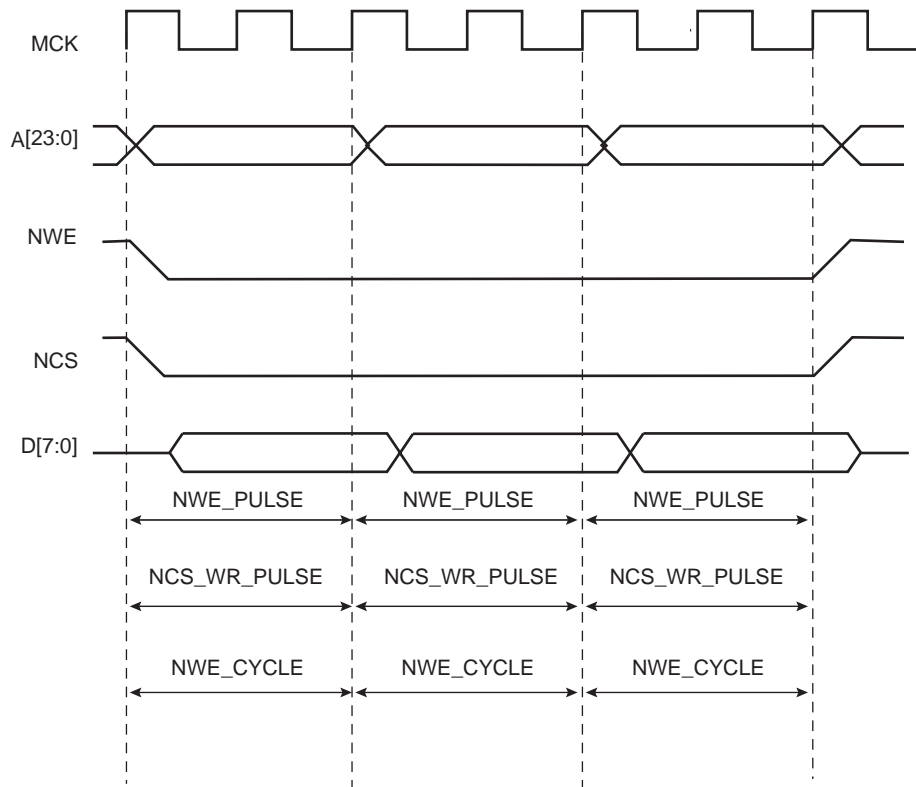 MCK
A[23:0]
NWE
NCS
D[7:0]
NWE_PULSE NWE_PULSE NWE_PULSE
NCS_WR_PULSE NCS_WR_PULSE NCS_WR_PULSE
NWE_CYCLE NWE_CYCLE NWE_CYCLE